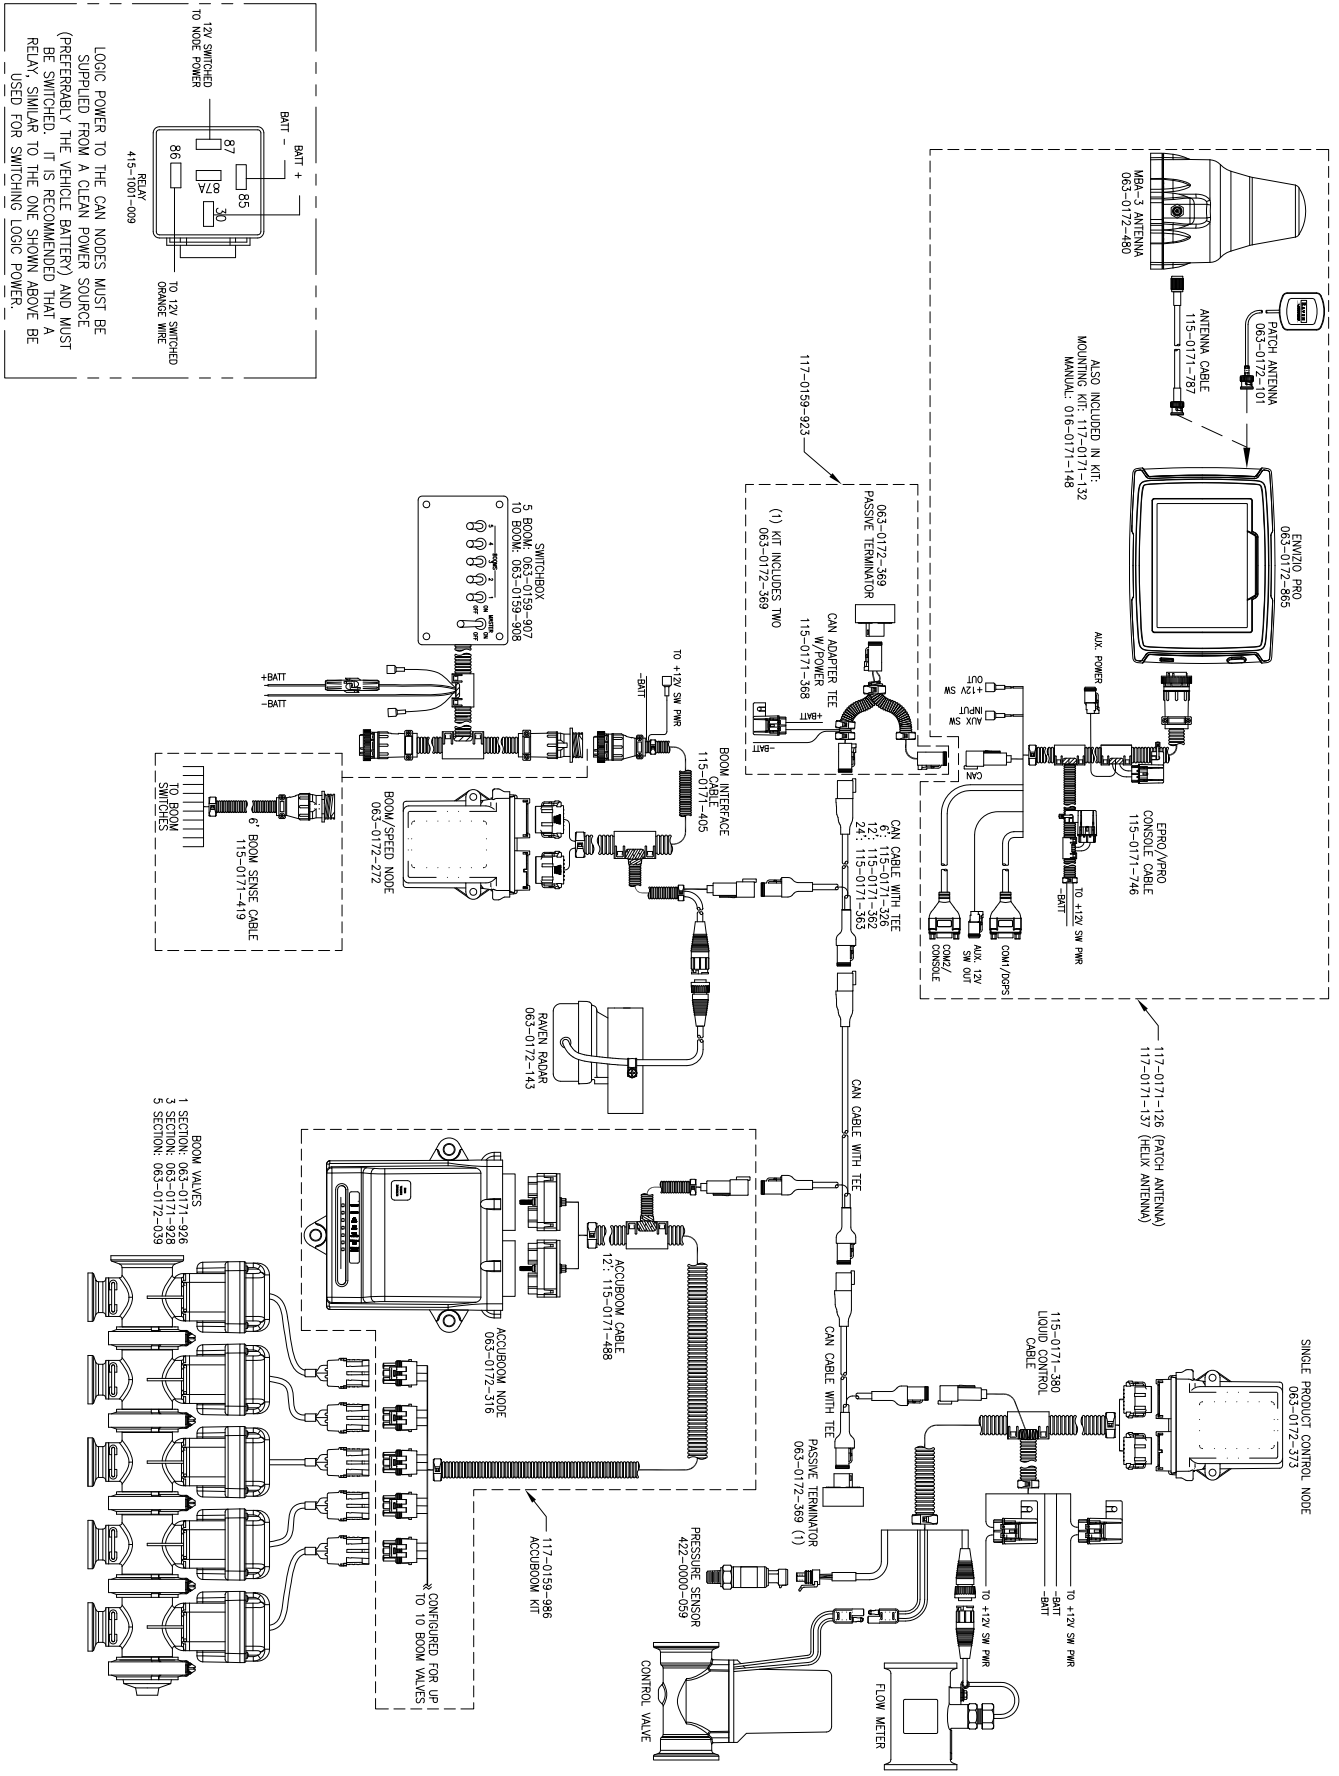 MBA-3 ANTENNA
063-0172-480
PATCH ANTENNA
063-0172-101
ANTENNA CABLE
115-0171-787
ALSO INCLUDED IN KIT:
MOUNTING KIT: 117-0171-132
MANUAL: 016-0171-148
ENVIZIO PRO
063-0172-865
AUX. POWER
+12V SW
OUT
AUX SW
INPUT
CAN
EPRO/VPRO
CONSOLE CABLE
115-0171-746
TO +12V SW PWR
-BATT
COM1/DGPS
AUX. 12V
SW OUT
COM2/
CONSOLE
117-0171-126 (PATCH ANTENNA)
117-0171-137 (HELIX ANTENNA)
117-0159-923
063-0172-369
PASSIVE TERMINATOR
(1) KIT INCLUDES TWO
063-0172-369
CAN ADAPTER TEE
W/POWER
115-0171-368
+BATT
-BATT
CAN CABLE WITH TEE
6': 115-0171-326
12': 115-0171-362
24': 115-0171-363
CAN CABLE WITH TEE
CAN CABLE WITH TEE
PASSIVE TERMINATOR
063-0172-369 (1)
SWITCHBOX
5 BOOM: 063-0159-907
10 BOOM: 063-0159-908
5
4
3
2
1
BOOMS
ON
OFF
MASTER
ON
OFF
+BATT
-BATT
TO +12V SW PWR
-BATT
BOOM INTERFACE
CABLE
115-0171-405
BOOM/SPEED NODE
063-0172-272
TO BOOM
SWITCHES
6' BOOM SENSE CABLE
115-0171-419
RAVEN RADAR
063-0172-143
SINGLE PRODUCT CONTROL NODE
063-0172-373
115-0171-380
LIQUID CONTROL
CABLE
TO +12V SW PWR
-BATT
-BATT
TO +12V SW PWR
PRESSURE SENSOR
422-0000-059
FLOW METER
CONTROL VALVE
ACCUBOOM NODE
063-0172-316
ACCUBOOM CABLE
12': 115-0171-488
117-0159-986
ACCUBOOM KIT
CONFIGURED FOR UP
TO 10 BOOM VALVES
BOOM VALVES
1 SECTION: 063-0171-926
3 SECTION: 063-0171-928
5 SECTION: 063-0172-039
BATT +
BATT -
12V SWITCHED
TO NODE POWER
87
87A
86
85
30
RELAY
415-1001-009
TO 12V SWITCHED
ORANGE WIRE
LOGIC POWER TO THE CAN NODES MUST BE
SUPPLIED FROM A CLEAN POWER SOURCE
(PREFERRABLY THE VEHICLE BATTERY) AND MUST
BE SWITCHED. IT IS RECOMMENDED THAT A
RELAY, SIMILAR TO THE ONE SHOWN ABOVE BE
USED FOR SWITCHING LOGIC POWER.